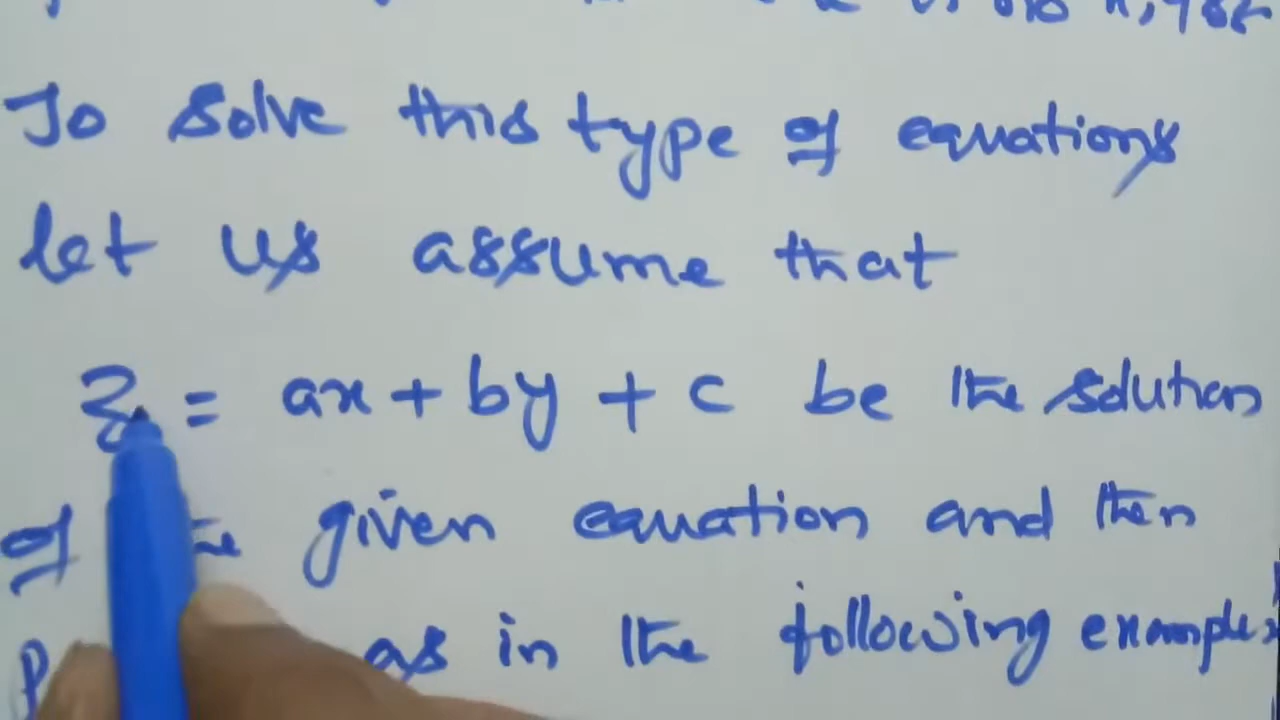 To solve this type of equations
let us assume that
z = ax + by + c be the solution
of the given equation and then
as in the following examples